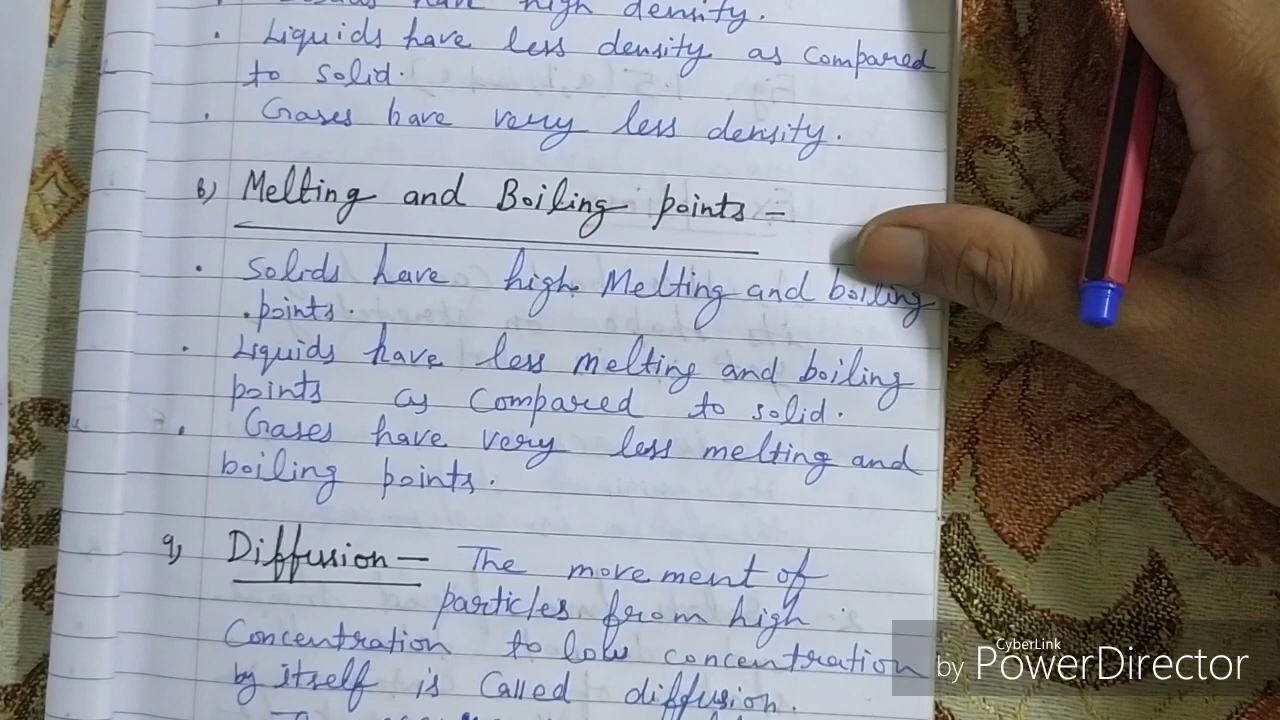 have high density.
• Liquids have less density as compared
to solid.
• Gases have very less density.
8) Melting and Boiling points –
• Solids have high Melting and boiling
points.
• Liquids have less melting and boiling
points as compared to solid.
• Gases have very less melting and
boiling points.
9) Diffusion – The movement of
particles from high
Concentration to low concentration
by itself is called diffusion.
CyberLink
by PowerDirector